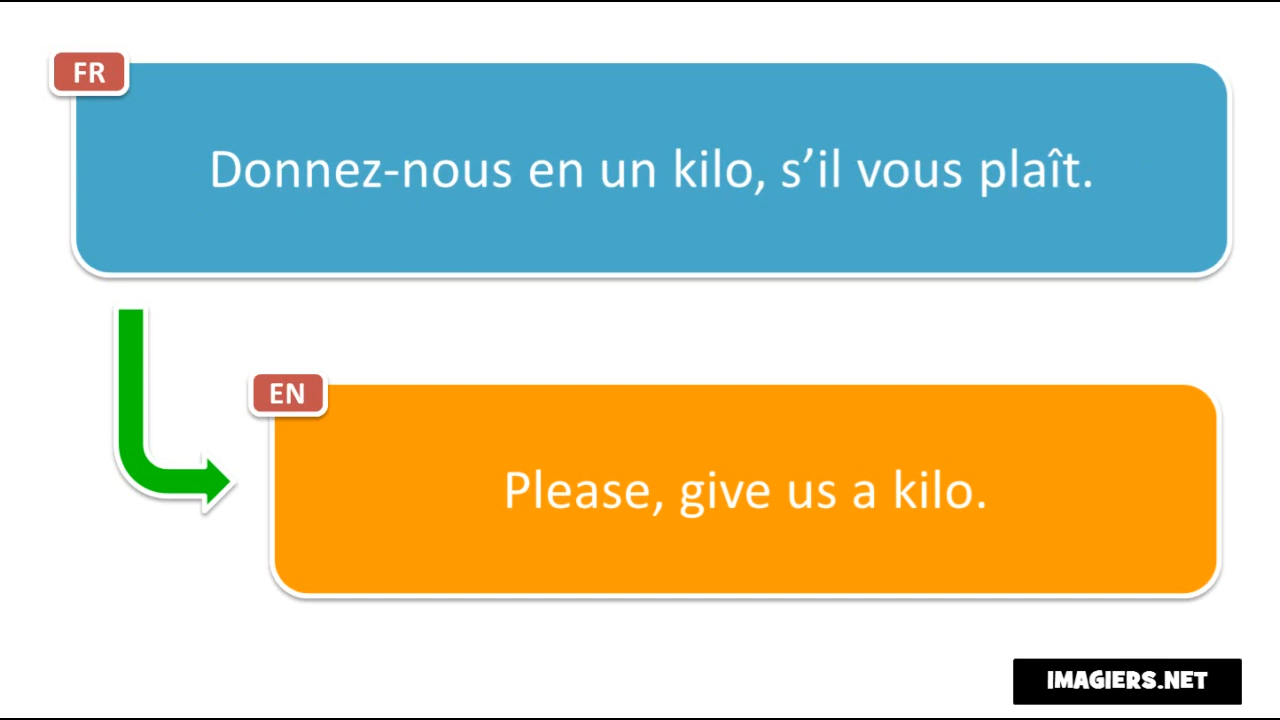 FR
Donnez-nous en un kilo, s’il vous plaît.
EN
Please, give us a kilo.
IMAGIERS.NET